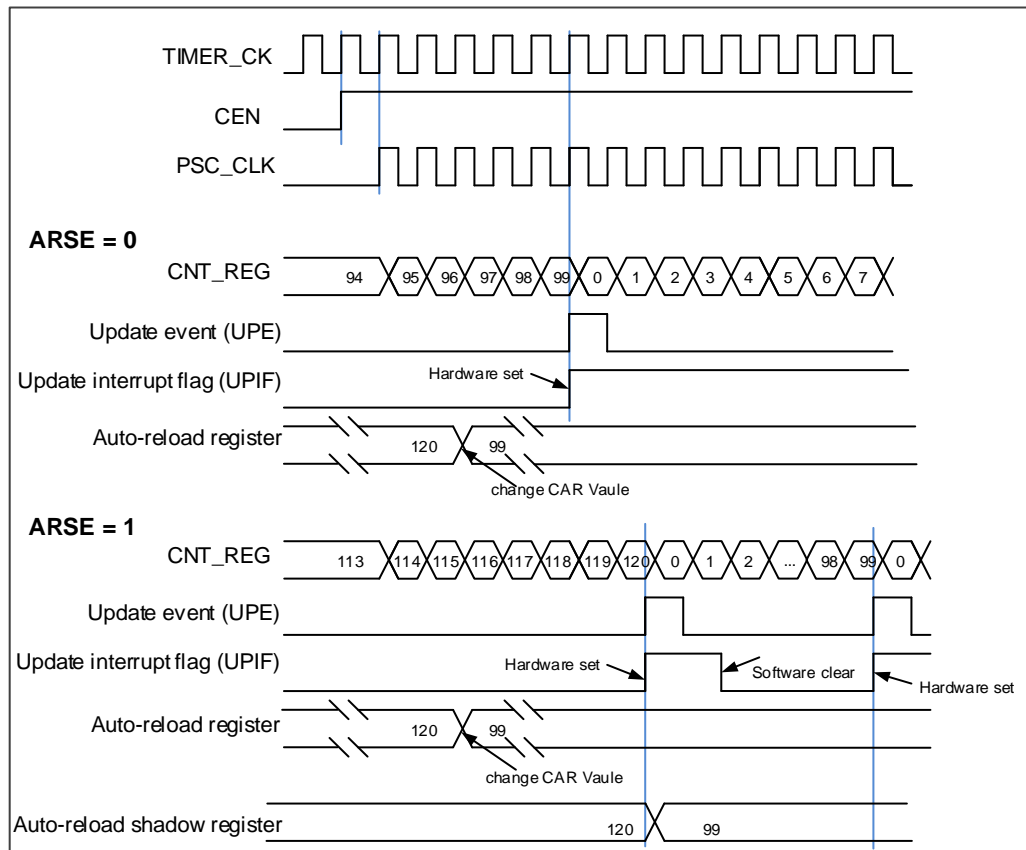 TIMER_CK
CEN
PSC_CLK
ARSE = 0
CNT_REG 94 95 96 97 98 99 0 1 2 3 4 5 6 7
Update event (UPE)
Update interrupt flag (UPIF) Hardware set
Auto-reload register 120 99
change CAR Vaule
ARSE = 1
CNT_REG 113 114 115 116 117 118 119 120 0 1 2 ... 98 99 0
Update event (UPE)
Update interrupt flag (UPIF) Hardware set Software clear Hardware set
Auto-reload register 120 99
change CAR Vaule
Auto-reload shadow register 120 99